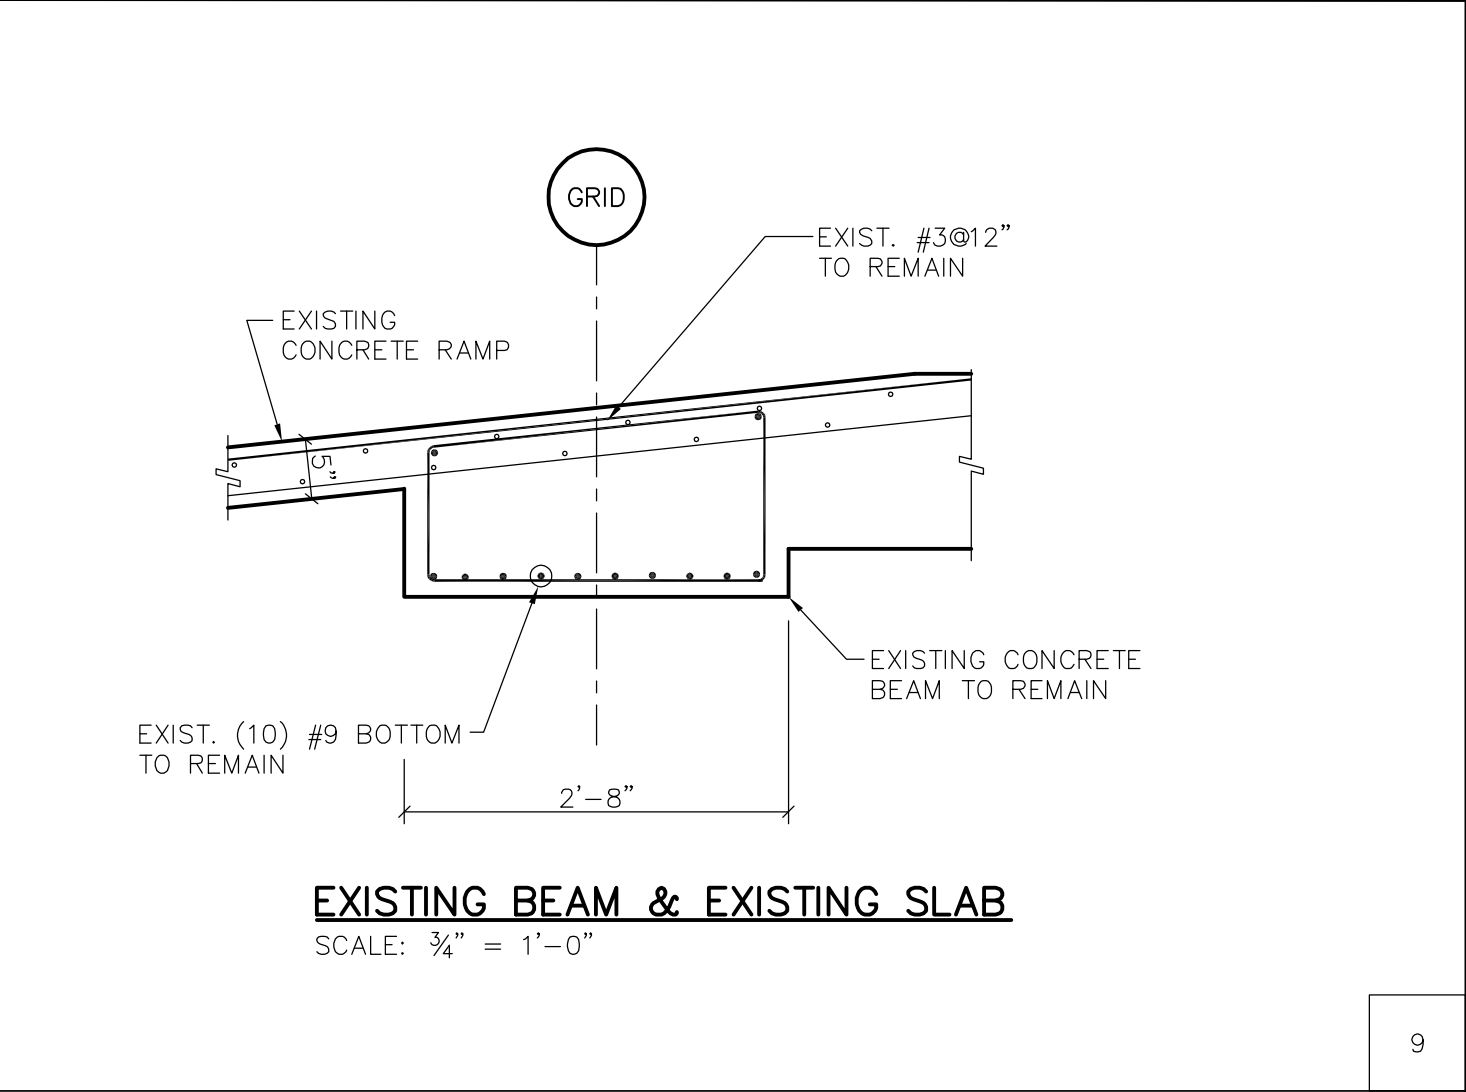 GRID
EXIST. #3@12”
TO REMAIN
EXISTING
CONCRETE RAMP
5”
EXISTING CONCRETE
BEAM TO REMAIN
EXIST. (10) #9 BOTTOM
TO REMAIN
2’-8”
EXISTING BEAM & EXISTING SLAB
SCALE: ¾” = 1’-0”
9